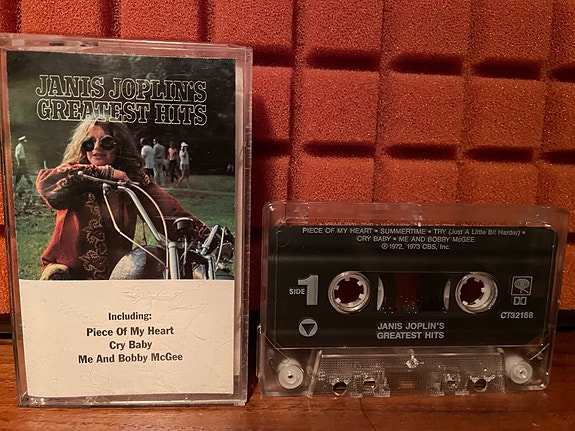 JANIS JOPLIN'S
GREATEST HITS
Including:
Piece Of My Heart
Cry Baby
Me And Bobby McGee
PIECE OF MY HEART • SUMMERTIME • TRY (Just A Little Bit Harder) •
CRY BABY • ME AND BOBBY McGEE
℗ 1972, 1973 CBS, Inc.
SIDE 1
CT32168
JANIS JOPLIN'S
GREATEST HITS